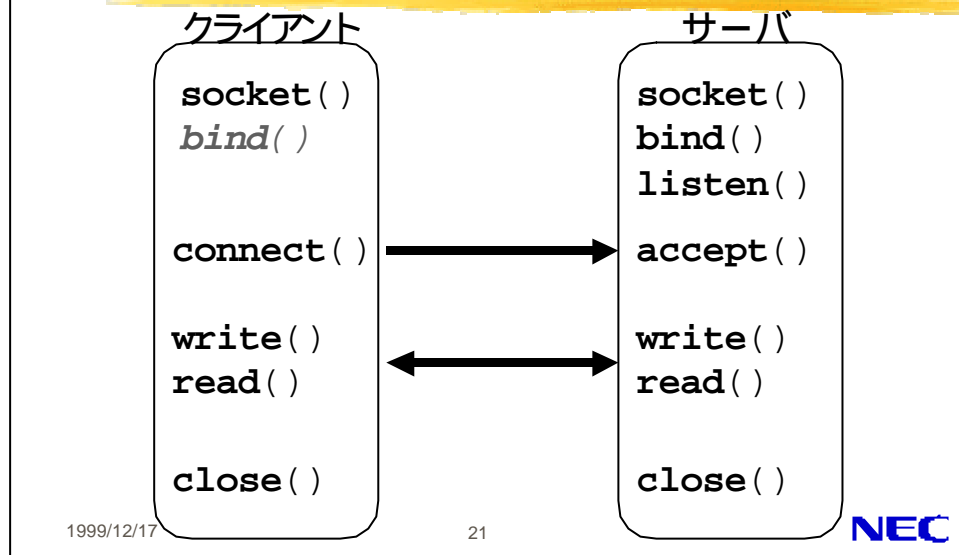 クライアント
socket()
bind()
connect()
write()
read()
close()
サーバ
socket()
bind()
listen()
accept()
write()
read()
close()
1999/12/17
21
NEC